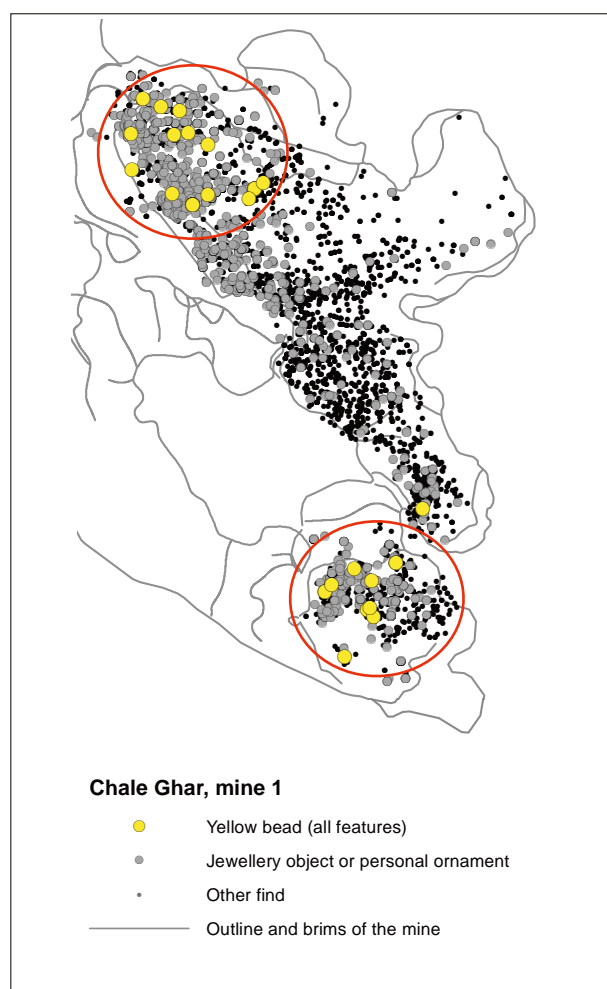 Chale Ghar, mine 1
Yellow bead (all features)
Jewellery object or personal ornament
Other find
Outline and brims of the mine